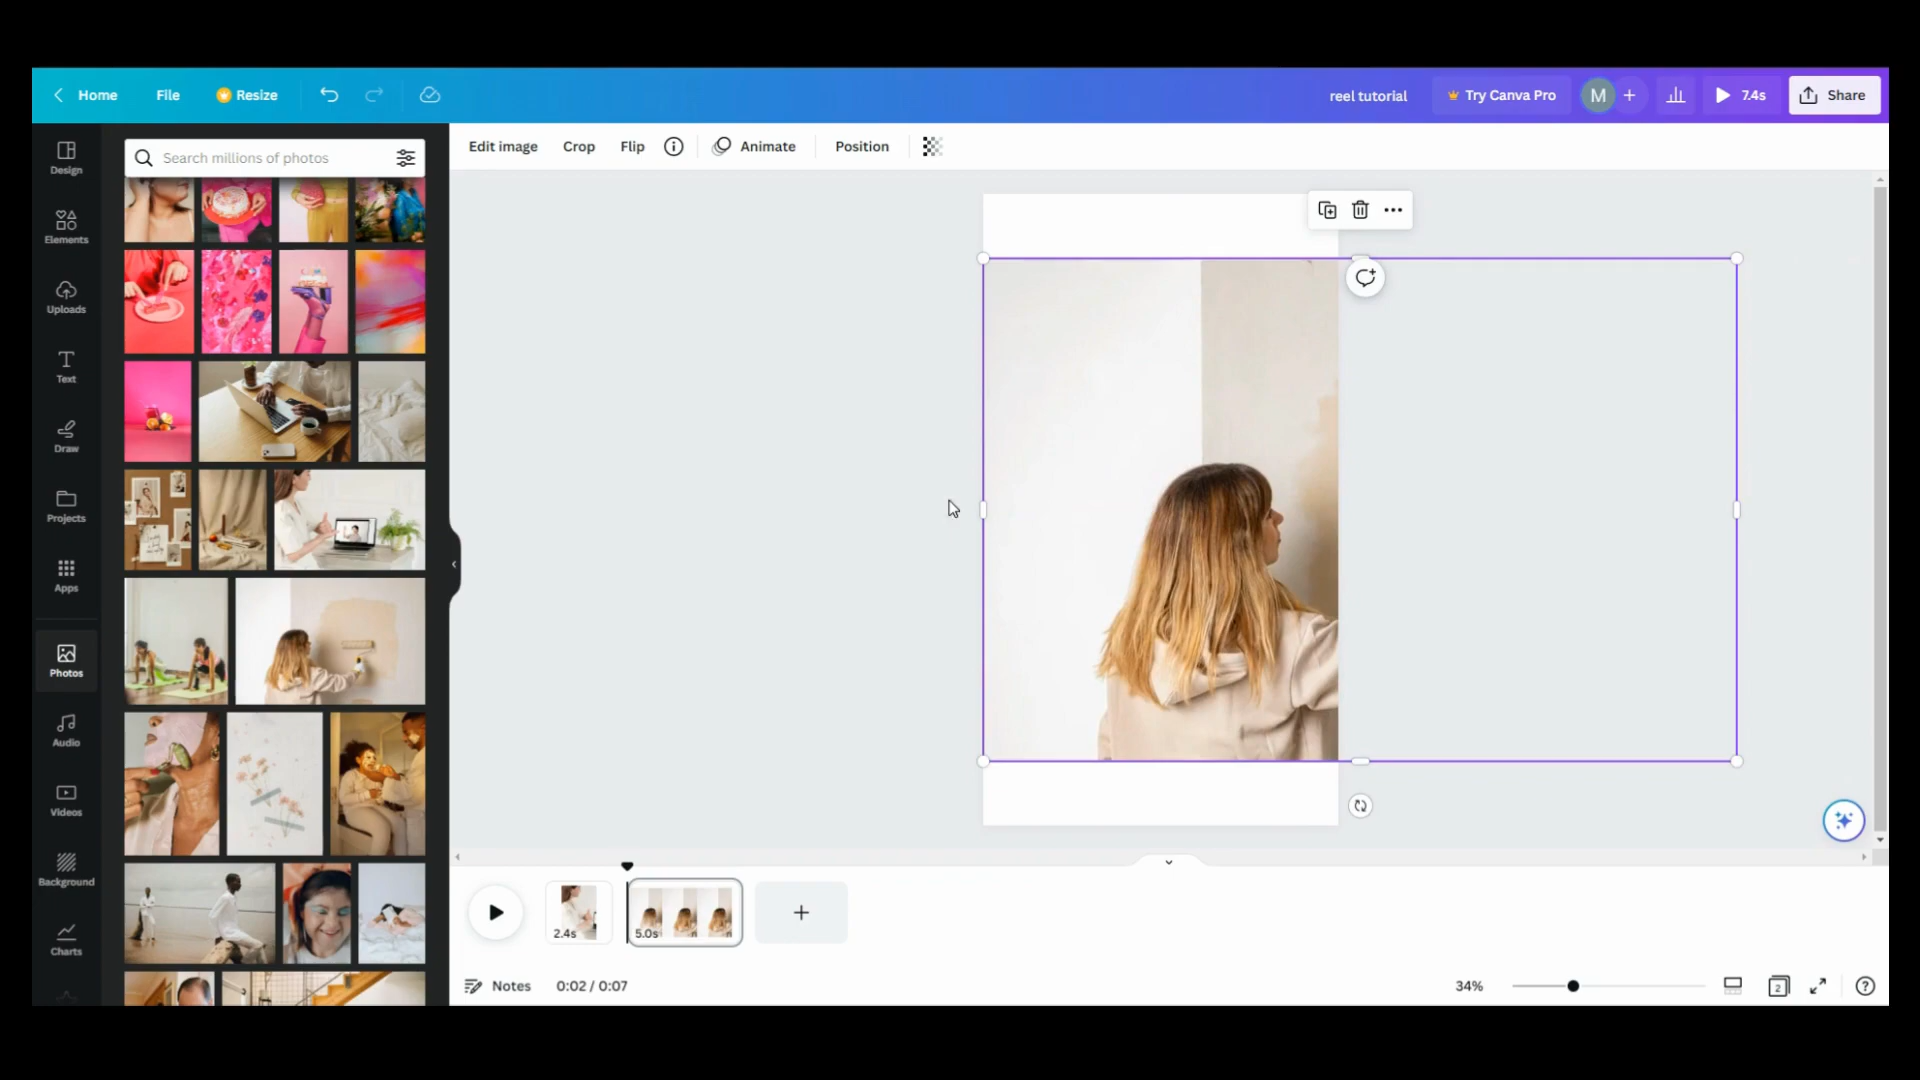 Home File Resize reel tutorial Try Canva Pro M + 7.4s Share
Design
Elements
Uploads
Text
Draw
Projects
Apps
Photos
Audio
Videos
Background
Charts
Search millions of photos
Edit image Crop Flip Animate Position
2.4s
5.0s
Notes 0:02 / 0:07 34% 2 ?